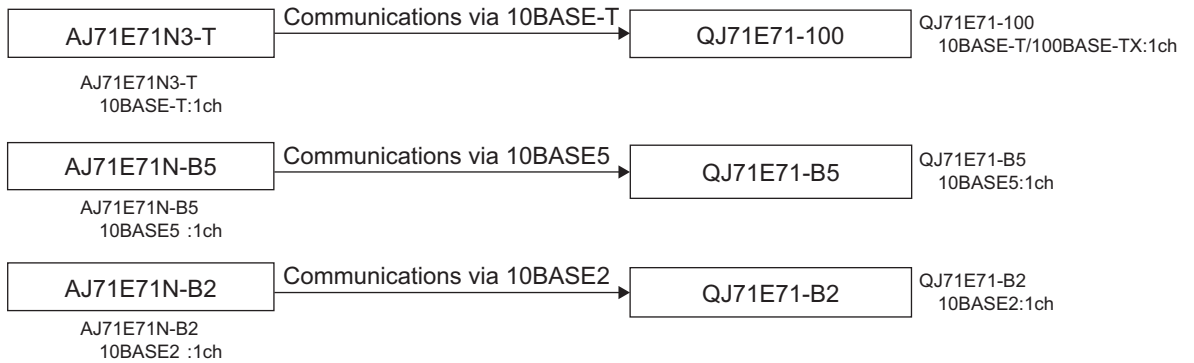 AJ71E71N3-T
Communications via 10BASE-T
QJ71E71-100
QJ71E71-100
10BASE-T/100BASE-TX:1ch
AJ71E71N3-T
10BASE-T:1ch
AJ71E71N-B5
Communications via 10BASE5
QJ71E71-B5
QJ71E71-B5
10BASE5:1ch
AJ71E71N-B5
10BASE5 :1ch
AJ71E71N-B2
Communications via 10BASE2
QJ71E71-B2
QJ71E71-B2
10BASE2:1ch
AJ71E71N-B2
10BASE2 :1ch